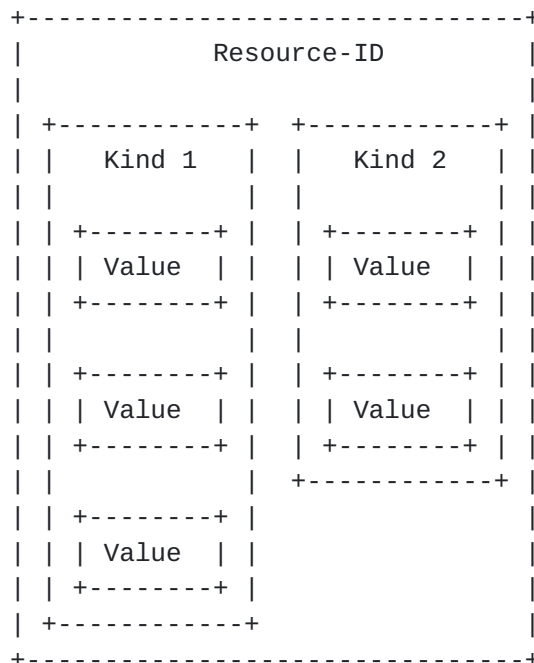 Resource-ID
Kind 1 Kind 2
Value Value
Value Value
Value